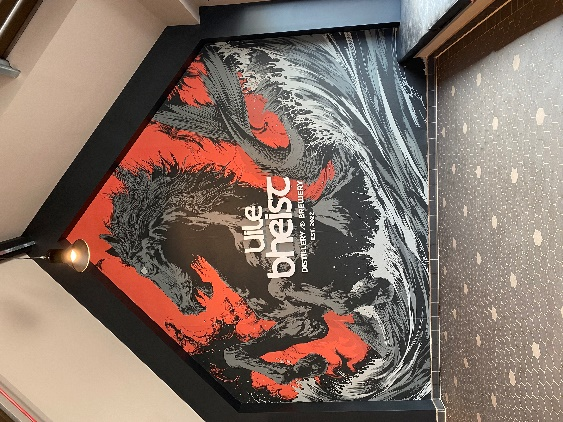 uile
bheist
DISTILLERY & BREWERY
EST. 2022